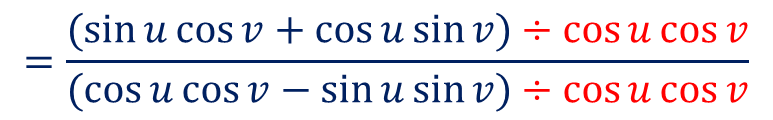 (sin u cos v + cos u sin v) ÷ cos u cos v
=
(cos u cos v − sin u sin v) ÷ cos u cos v